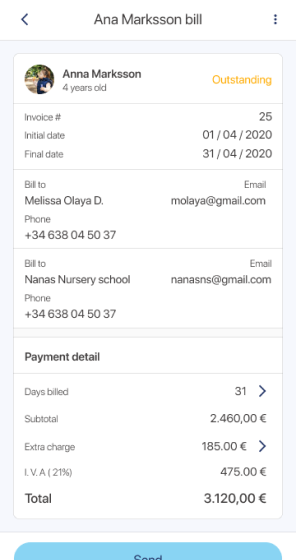 Ana Marksson bill
Anna Marksson
4 years old
Outstanding
Invoice # 25
Initial date 01 / 04 / 2020
Final date 31 / 04 / 2020
Bill to Email
Melissa Olaya D. molaya@gmail.com
Phone
+34 638 04 50 37
Bill to Email
Nanas Nursery school nanasns@gmail.com
Phone
+34 638 04 50 37
Payment detail
Days billed 31
Subtotal 2.460,00 €
Extra charge 185.00 €
I. V. A ( 21%) 475.00 €
Total 3.120,00 €
Send